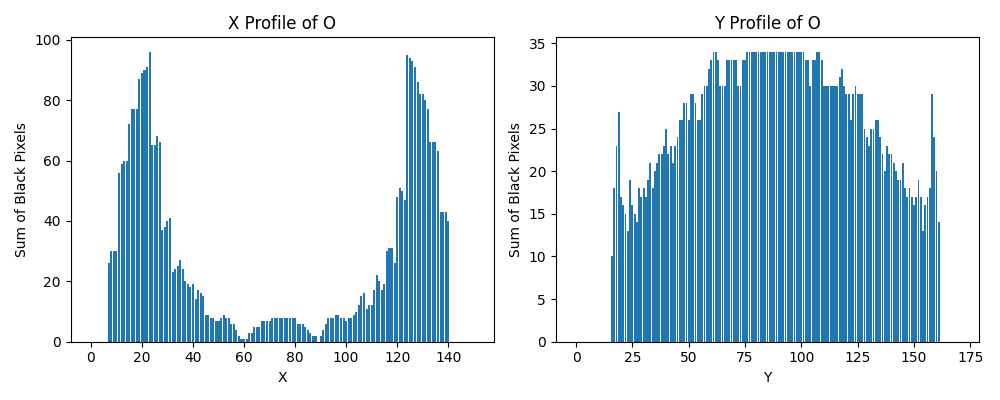 X Profile of O
Y Profile of O
Sum of Black Pixels
100
80
60
40
20
0
0 20 40 60 80 100 120 140
X
Sum of Black Pixels
35
30
25
20
15
10
5
0
0 25 50 75 100 125 150 175
Y